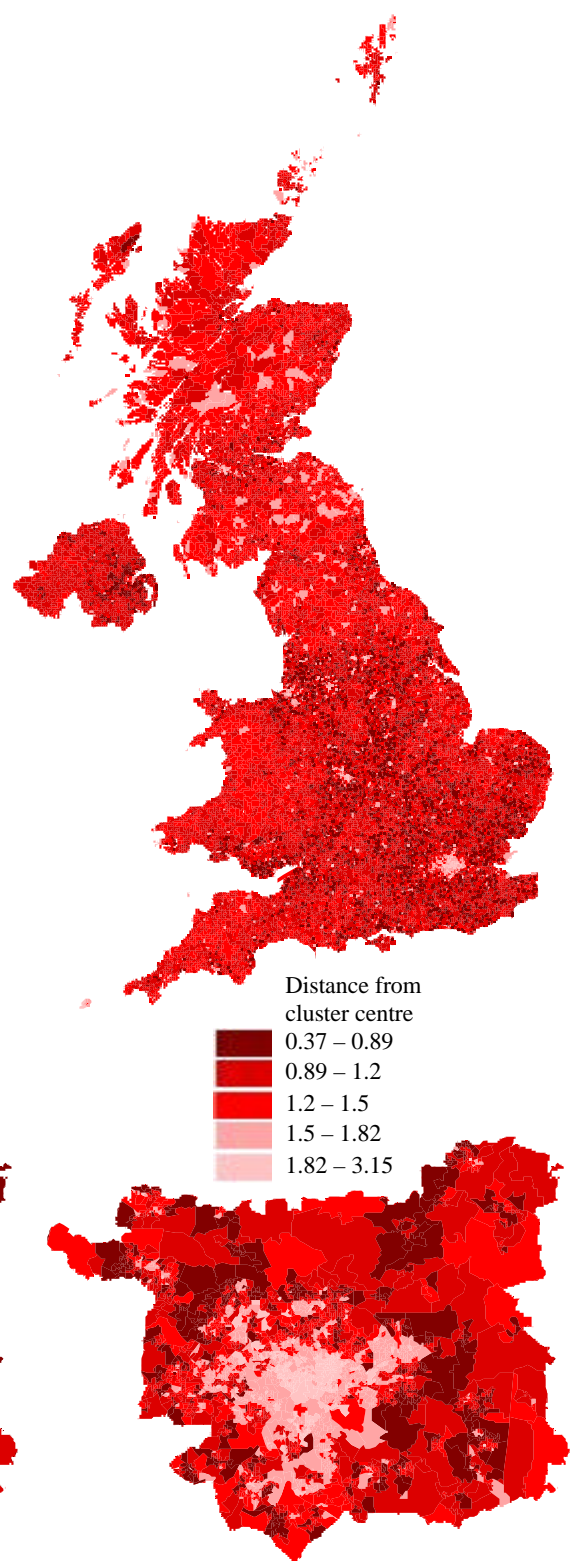 Distance from
cluster centre
0.37 – 0.89
0.89 – 1.2
1.2 – 1.5
1.5 – 1.82
1.82 – 3.15